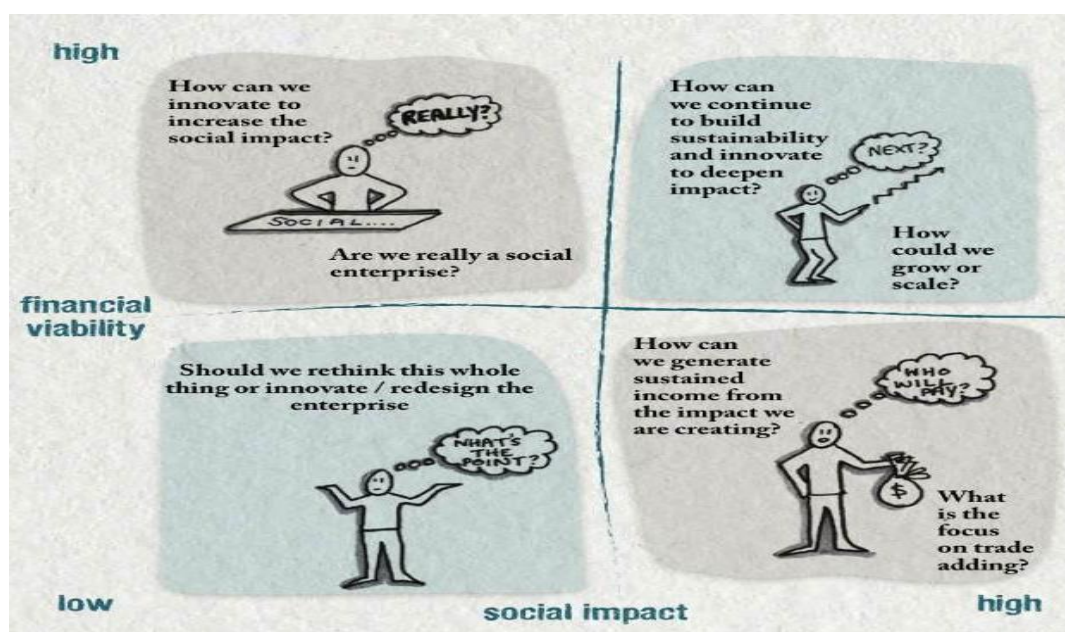 high
How can we
innovate to
increase the
social impact?
REALLY?
SOCIAL....
Are we really a social
enterprise?
How can
we continue
to build
sustainability
and innovate
to deepen
impact?
NEXT?
How
could we
grow or
scale?
financial
viability
Should we rethink this whole
thing or innovate / redesign the
enterprise
WHAT'S
THE
POINT?
How can
we generate
sustained
income from
the impact we
are creating?
WHO
WILL
PAY?
$
What
is the
focus
on trade
adding?
low
social impact
high